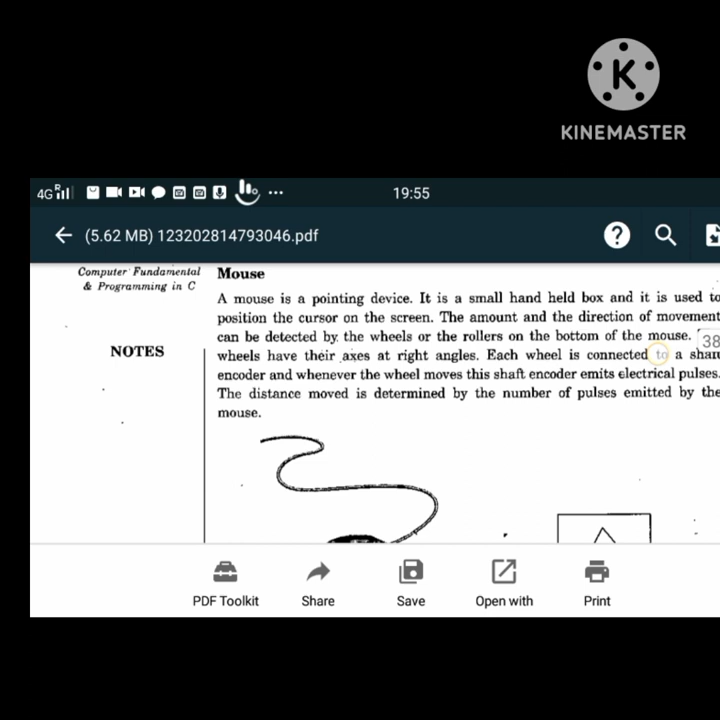 KINEMASTER
4G R 19:55
(5.62 MB) 123202814793046.pdf
Computer Fundamental
& Programming in C
NOTES
Mouse
A mouse is a pointing device. It is a small hand held box and it is used to
position the cursor on the screen. The amount and the direction of movement
can be detected by the wheels or the rollers on the bottom of the mouse.
38
wheels have their axes at right angles. Each wheel is connected to a
encoder and whenever the wheel moves this shaft encoder emits electrical pulses.
The distance moved is determined by the number of pulses emitted by the
mouse.
PDF Toolkit
Share
Save
Open with
Print